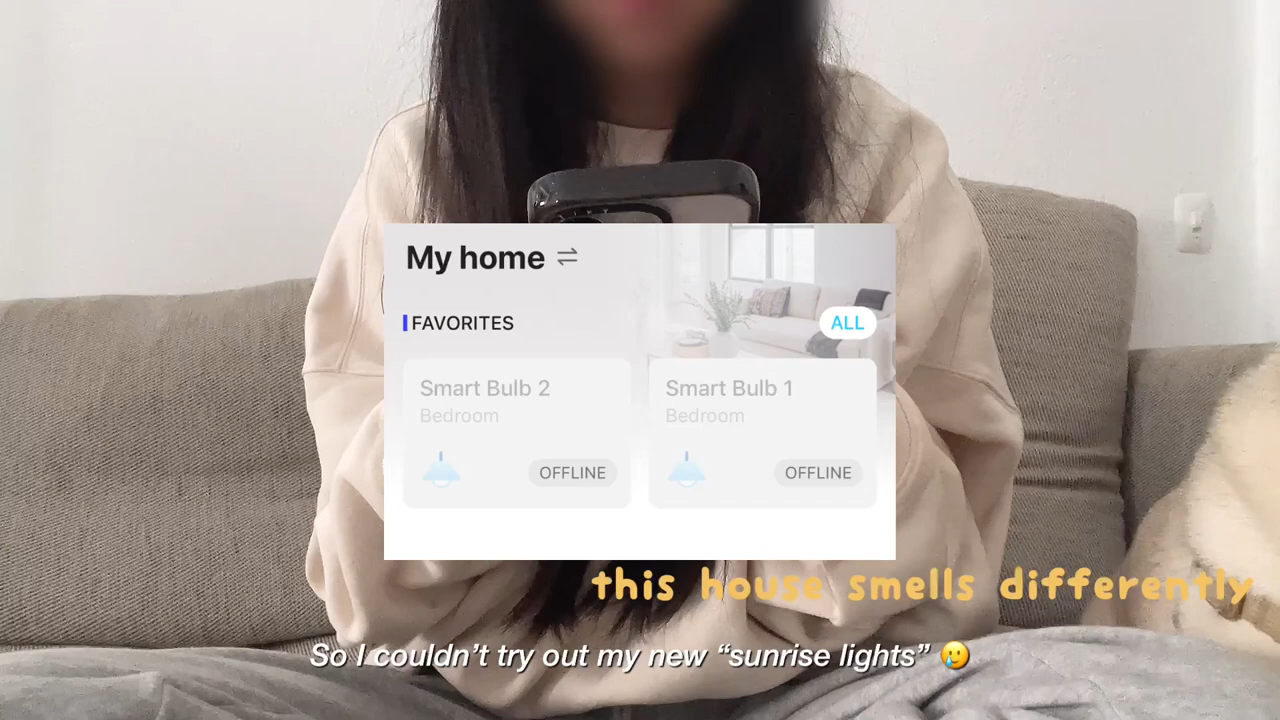 My home
FAVORITES
ALL
Smart Bulb 2
Bedroom
OFFLINE
Smart Bulb 1
Bedroom
OFFLINE
this house smells differently
So I couldn’t try out my new “sunrise lights” 🥲